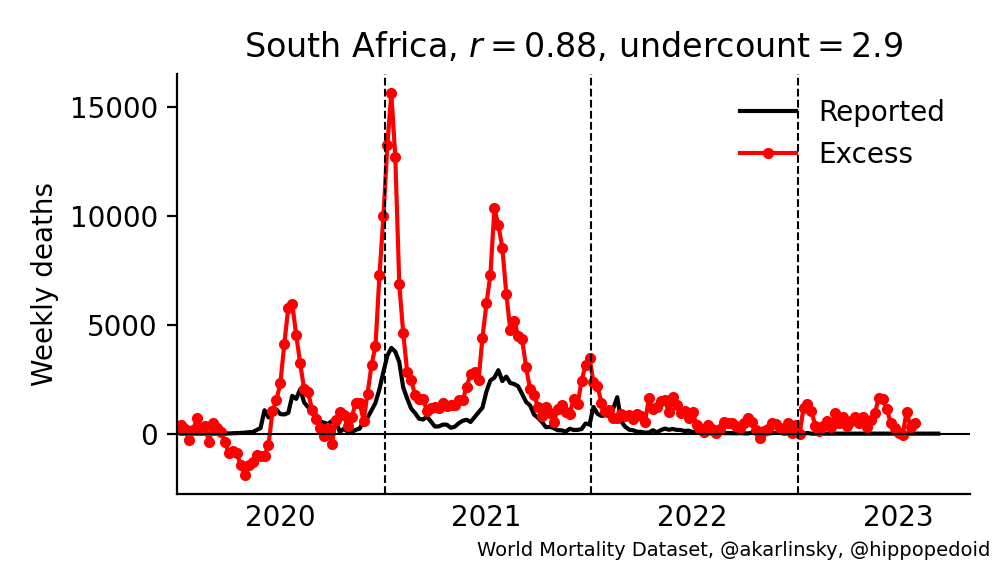 South Africa, r = 0.88, undercount = 2.9
Reported
Excess
Weekly deaths
15000
10000
5000
0
2020 2021 2022 2023
World Mortality Dataset, @akarlinsky, @hippopedoid